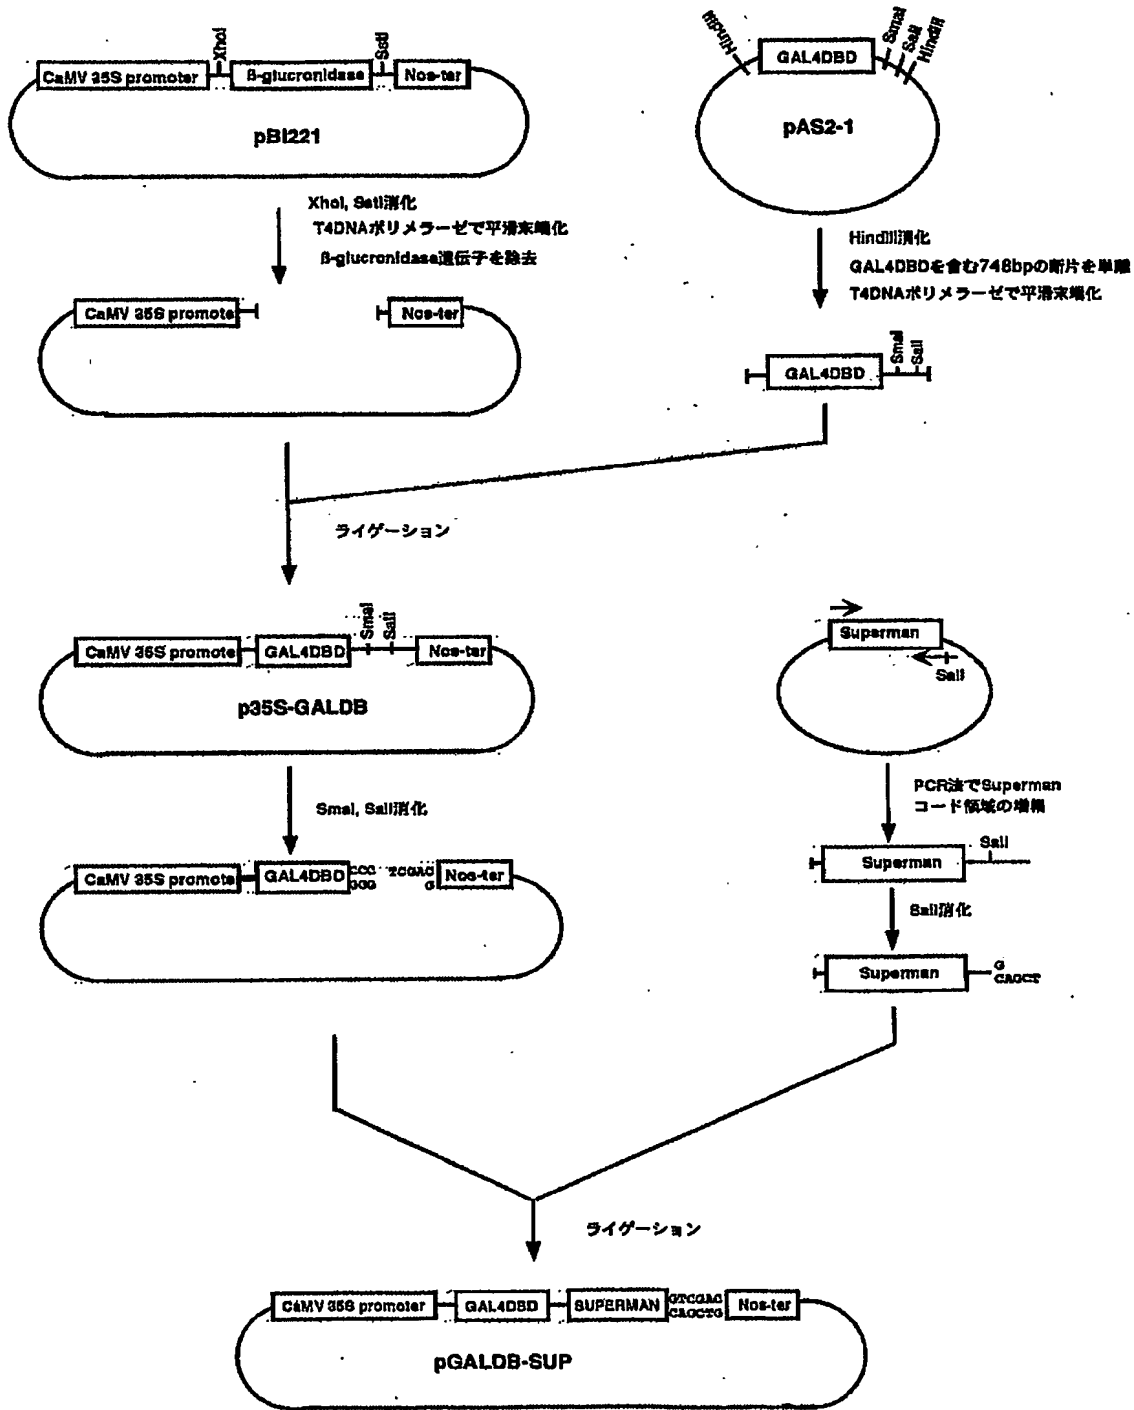 XhoI
SstI
CaMV 35S promoter
β-glucronidase
Nos-ter
pBI221
HindIII
SmaI
SalI
HindIII
GAL4DBD
pAS2-1
XhoI, SstI消化
T4DNAポリメラーゼで平滑末端化
β-glucronidase遺伝子を除去
HindIII消化
GAL4DBDを含む748bpの断片を単離
T4DNAポリメラーゼで平滑末端化
CaMV 35S promote
Nos-ter
SmaI
SalI
GAL4DBD
ライゲーション
SmaI
SalI
CaMV 35S promote
GAL4DBD
Nos-ter
p35S-GALDB
Superman
SalI
SmaI, SalI消化
PCR法でSuperman
コード領域の増幅
CaMV 35S promote
GAL4DBD
CCC
GGG
TCGAC
G
Nos-ter
Superman
SalI
SalI消化
Superman
G
CAGCT
ライゲーション
CaMV 35S promoter
GAL4DBD
SUPERMAN
GTCGAC
CAGCTG
Nos-ter
pGALDB-SUP